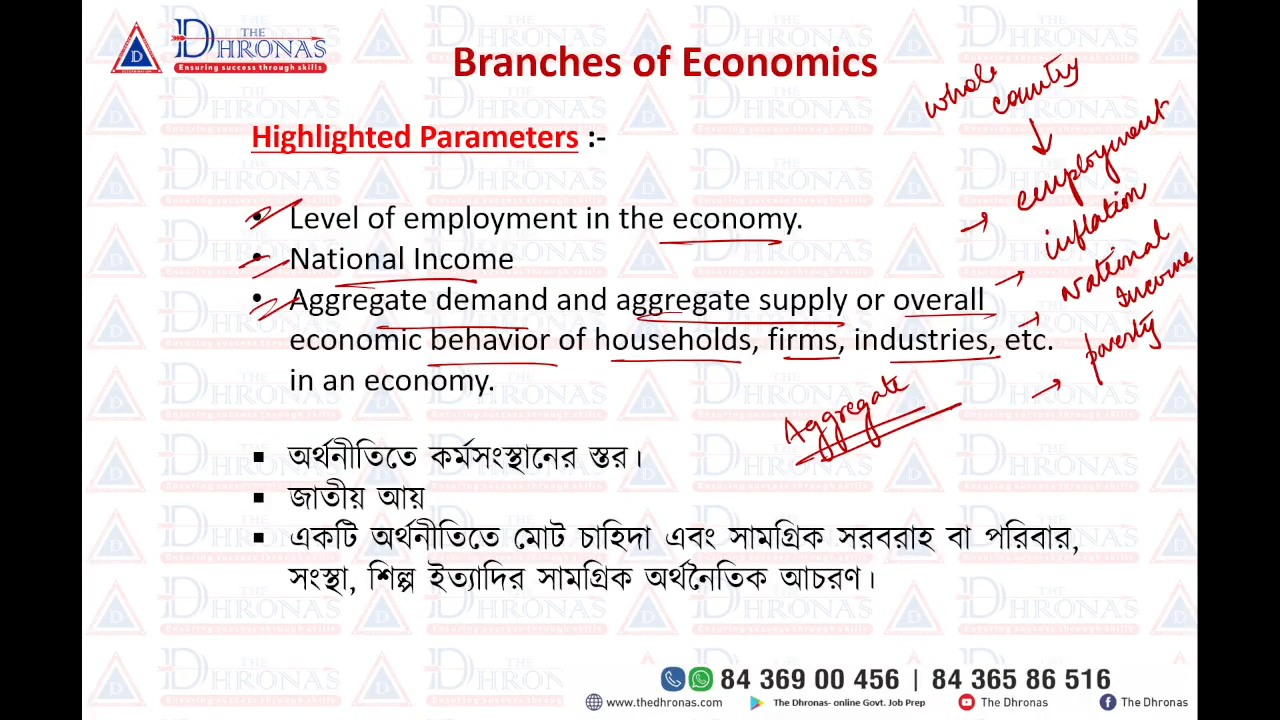 THE
DHRONAS
Ensuring success through skills
Branches of Economics
whole
country
Highlighted Parameters :-
employment
• Level of employment in the economy.
inflation
• National Income
National
Income
• Aggregate demand and aggregate supply or overall
economic behavior of households, firms, industries, etc.
in an economy.
poverty
Aggregate
▪ অর্থনীতিতে কর্মসংস্থানের স্তর।
▪ জাতীয় আয়
▪ একটি অর্থনীতিতে মোট চাহিদা এবং সামগ্রিক সরবরাহ বা পরিবার,
সংস্থা, শিল্প ইত্যাদির সামগ্রিক অর্থনৈতিক আচরণ।
84 369 00 456 | 84 365 86 516
www.thedhronas.com The Dhronas- online Govt. Job Prep The Dhronas The Dhronas